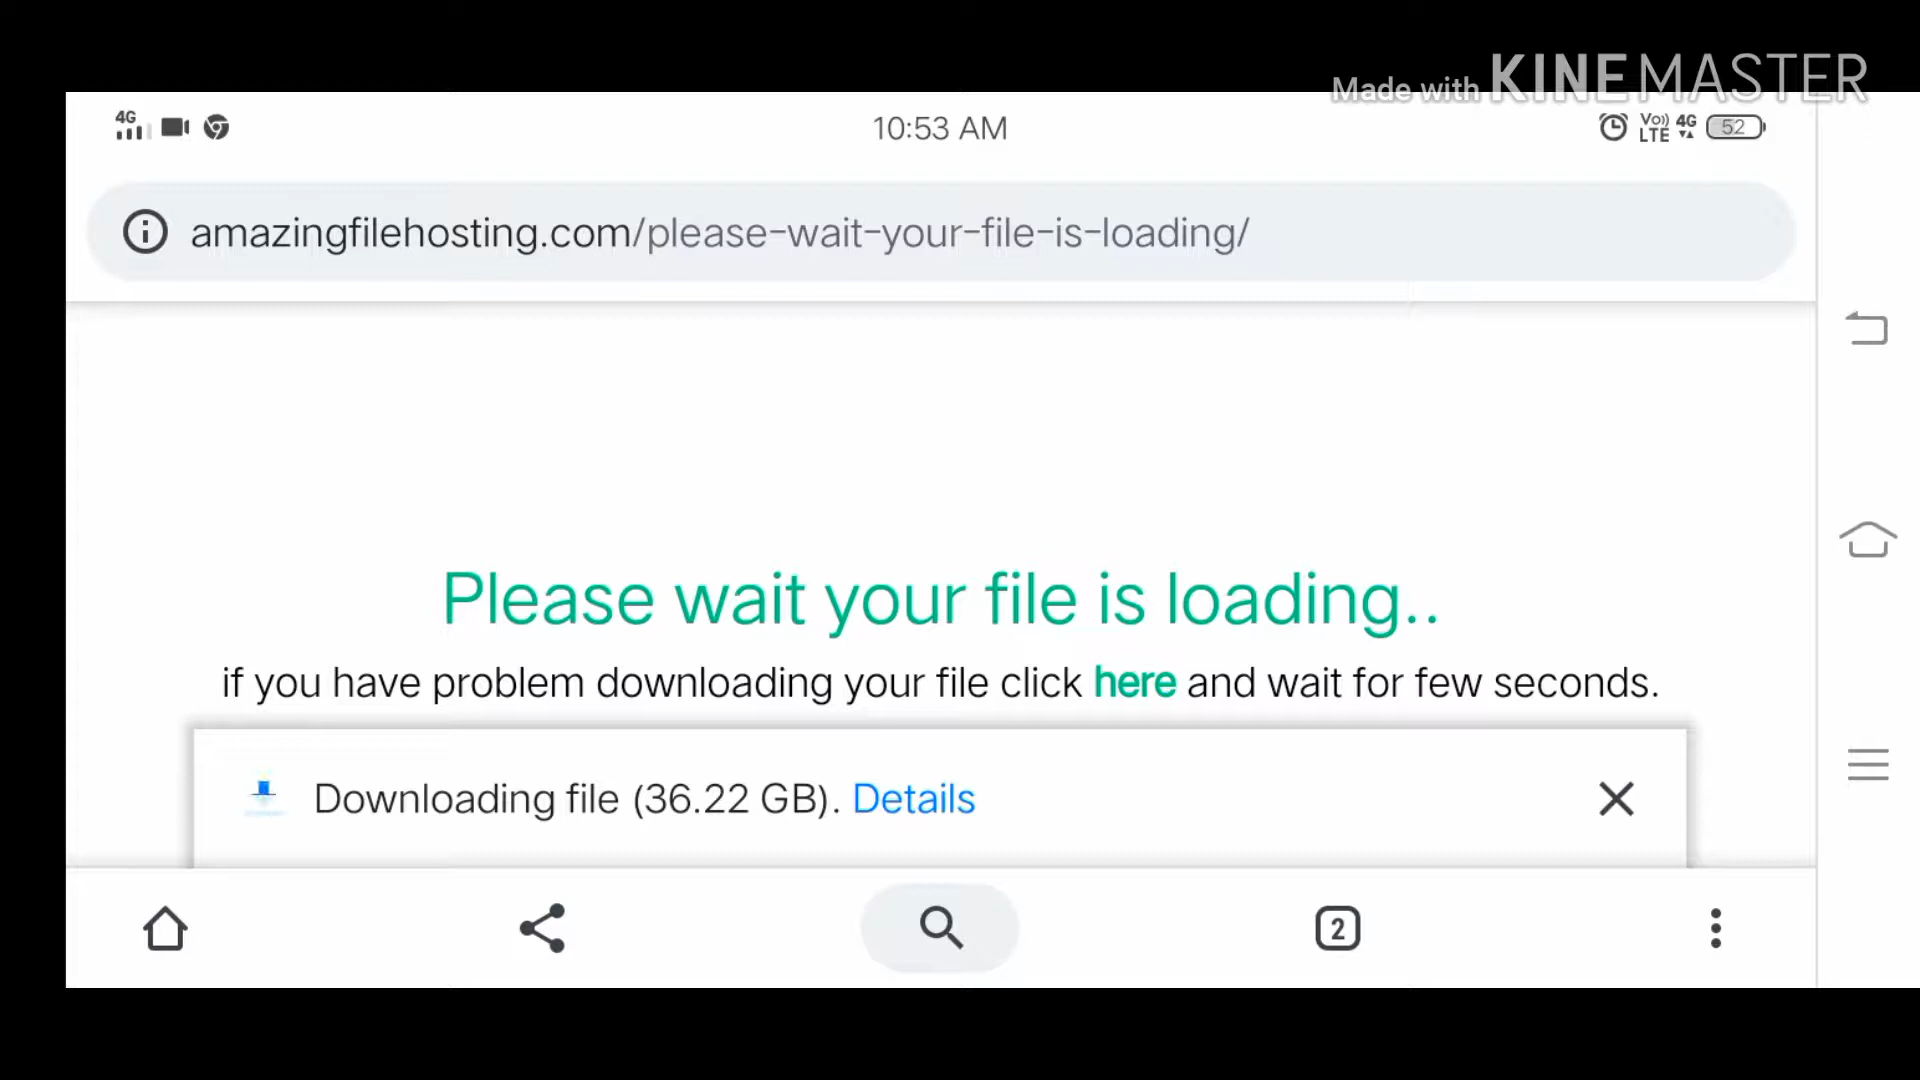 Made with KINEMASTER
4G
10:53 AM
Vo)) LTE 4G 52
amazingfilehosting.com/please-wait-your-file-is-loading/
Please wait your file is loading..
if you have problem downloading your file click here and wait for few seconds.
Downloading file (36.22 GB). Details
2